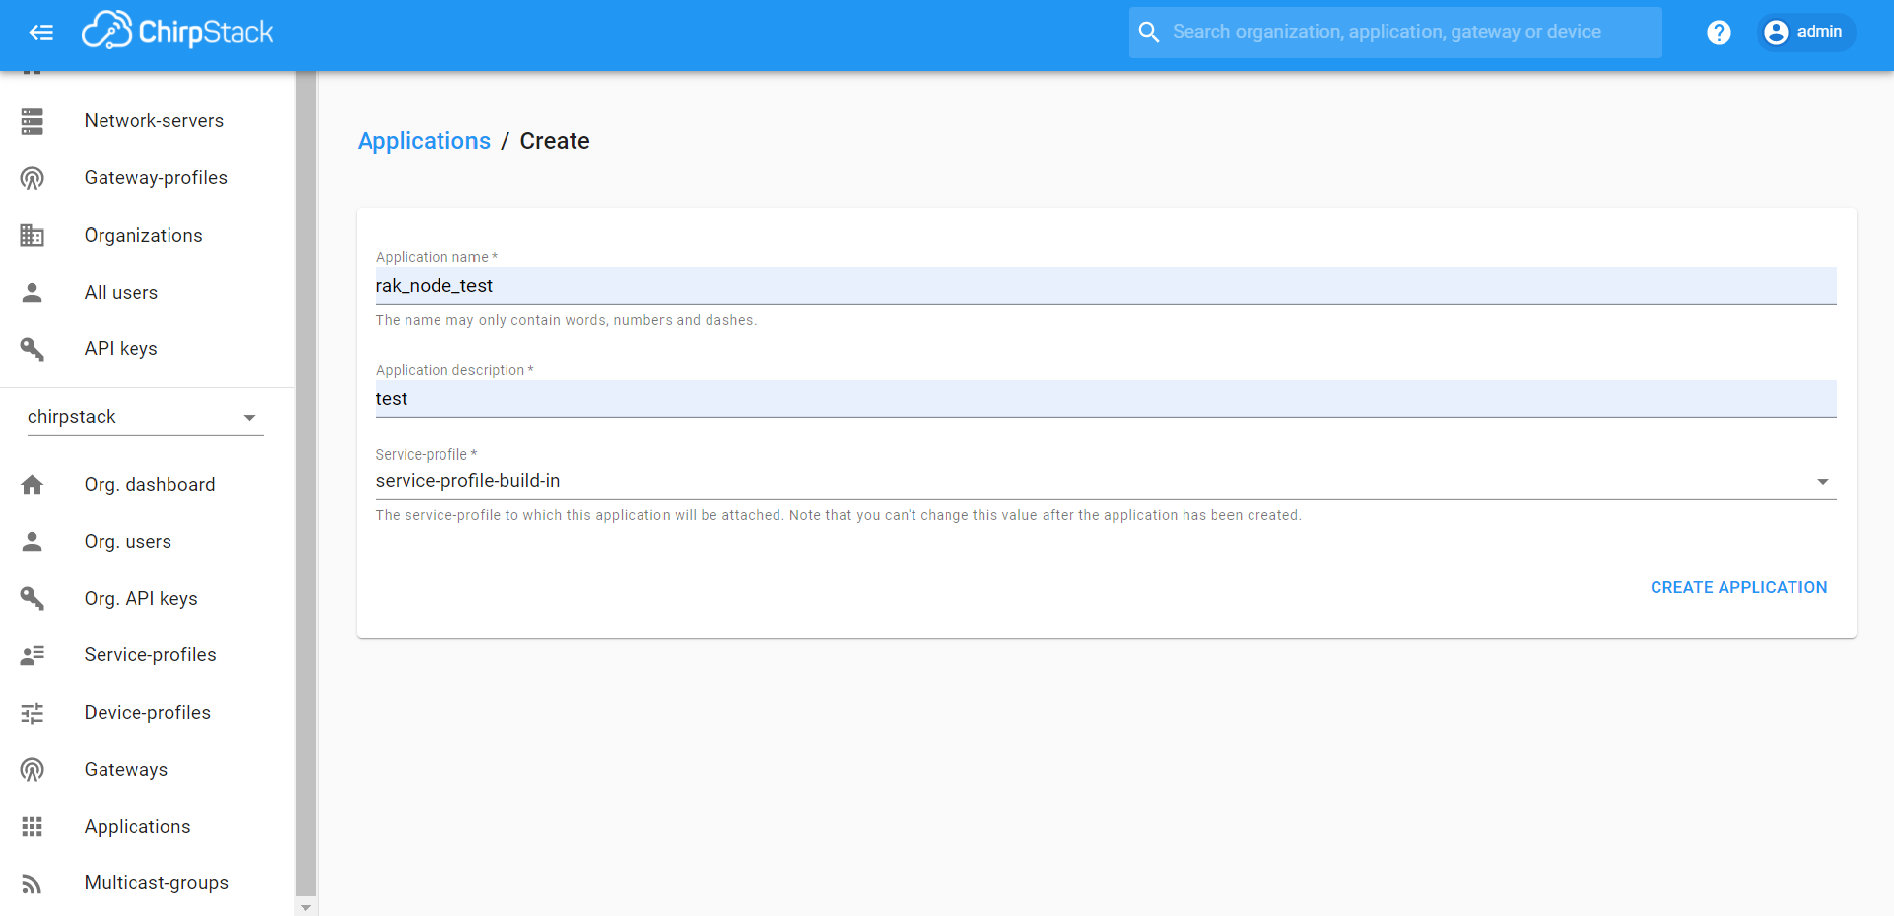 ChirpStack
Search organization, application, gateway or device
?
admin
Network-servers
Gateway-profiles
Organizations
All users
API keys
chirpstack
Org. dashboard
Org. users
Org. API keys
Service-profiles
Device-profiles
Gateways
Applications
Multicast-groups
Applications / Create
Application name *
rak_node_test
The name may only contain words, numbers and dashes.
Application description *
test
Service-profile *
service-profile-build-in
The service-profile to which this application will be attached. Note that you can't change this value after the application has been created.
CREATE APPLICATION